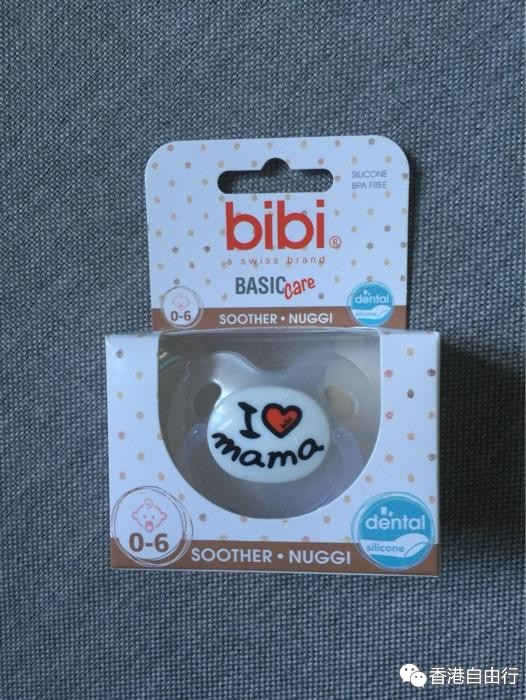 SILICONE
BPA FREE
bibi®
a swiss brand
BASIC care
0-6
SOOTHER • NUGGI
dental
silicone
I ❤ bibi
mama
0-6
SOOTHER • NUGGI
dental
silicone
香港自由行